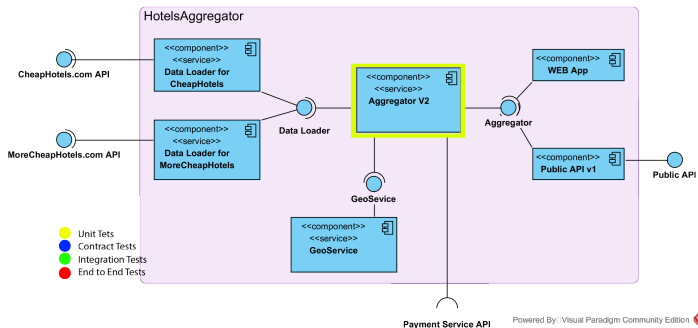 HotelsAggregator
<<component>>
<<service>>
Data Loader for
CheapHotels
CheapHotels.com API
<<component>>
<<service>>
Aggregator V2
<<component>>
WEB App
Data Loader
Aggregator
<<component>>
<<service>>
Data Loader for
MoreCheapHotels
MoreCheapHotels.com API
<<component>>
Public API v1
Public API
GeoSevice
<<component>>
<<service>>
GeoService
Unit Tets
Contract Tests
Integration Tests
End to End Tests
Payment Service API
Powered By Visual Paradigm Community Edition